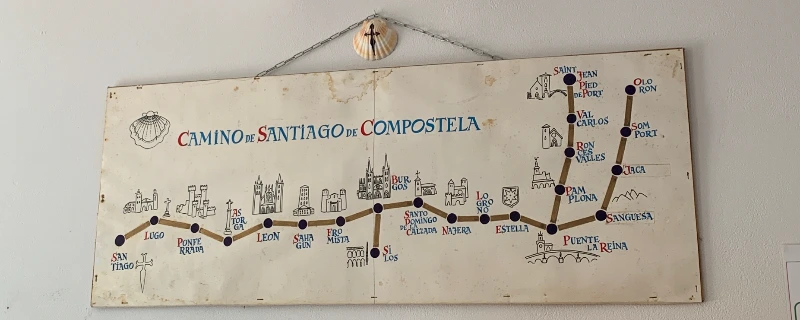 CAMINO DE SANTIAGO DE COMPOSTELA
SAINT JEAN
PIED
DE PORT
OLO
RON
VAL
CARLOS
SOM
PORT
RON
CES
VALLES
JACA
PAM
PLONA
SANGUESA
PUENTE
LA REINA
ESTELLA
LO
GRO
NO
NAJERA
SANTO
DOMINGO
DE LA
CALZADA
BUR
GOS
SI
LOS
FRO
MISTA
SAHA
GUN
LEON
AS
TOR
GA
PONFE
RRADA
LUGO
SAN
TIAGO